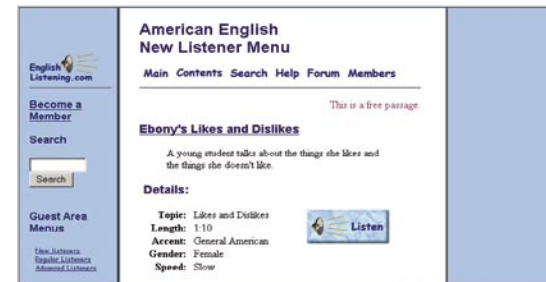 English
Listening.com
Become a
Member
Search
Search
Guest Area
Menus
New Listeners
Regular Listeners
Advanced Listeners
American English
New Listener Menu
Main Contents Search Help Forum Members
This is a free passage.
Ebony's Likes and Dislikes
A young student talks about the things she likes and
the things she doesn't like.
Details:
Topic: Likes and Dislikes
Length: 1:10
Accent: General American
Gender: Female
Speed: Slow
Listen